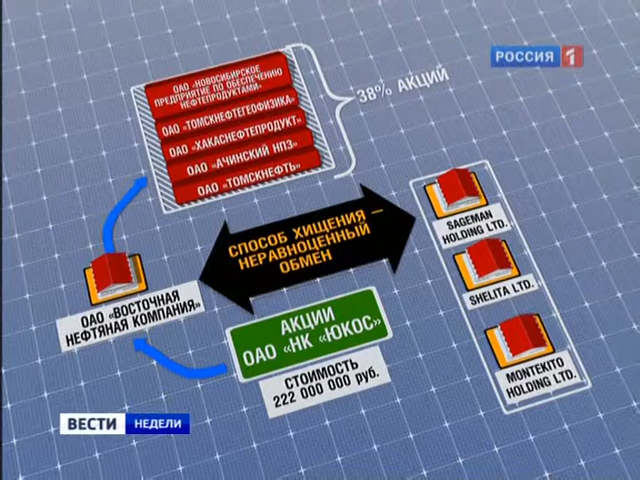 РОССИЯ 1
ОАО «НОВОСИБИРСКОЕ
ПРЕДПРИЯТИЕ ПО ОБЕСПЕЧЕНИЮ
НЕФТЕПРОДУКТАМИ»
ОАО «ТОМСКНЕФТЕГЕОФИЗИКА»
ОАО «ХАКАСНЕФТЕПРОДУКТ»
ОАО «АЧИНСКИЙ НПЗ»
ОАО «ТОМСКНЕФТЬ»
38% АКЦИЙ
СПОСОБ ХИЩЕНИЯ —
НЕРАВНОЦЕННЫЙ
ОБМЕН
SAGEMAN
HOLDING LTD.
SHELITA LTD.
MONTEKITO
HOLDING LTD.
ОАО «ВОСТОЧНАЯ
НЕФТЯНАЯ КОМПАНИЯ»
АКЦИИ
ОАО «НК «ЮКОС»
СТОИМОСТЬ
222 000 000 руб.
ВЕСТИ НЕДЕЛИ